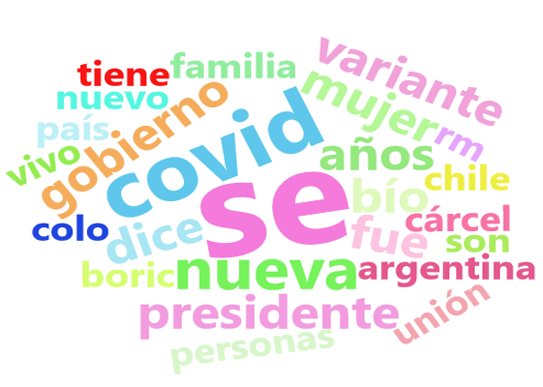 variante
familia
tiene
mujer
nuevo
gobierno
covid
país
rm
años
vivo
chile
se
bío
cárcel
colo
dice
fue
son
boric
nueva
argentina
presidente
unión
personas